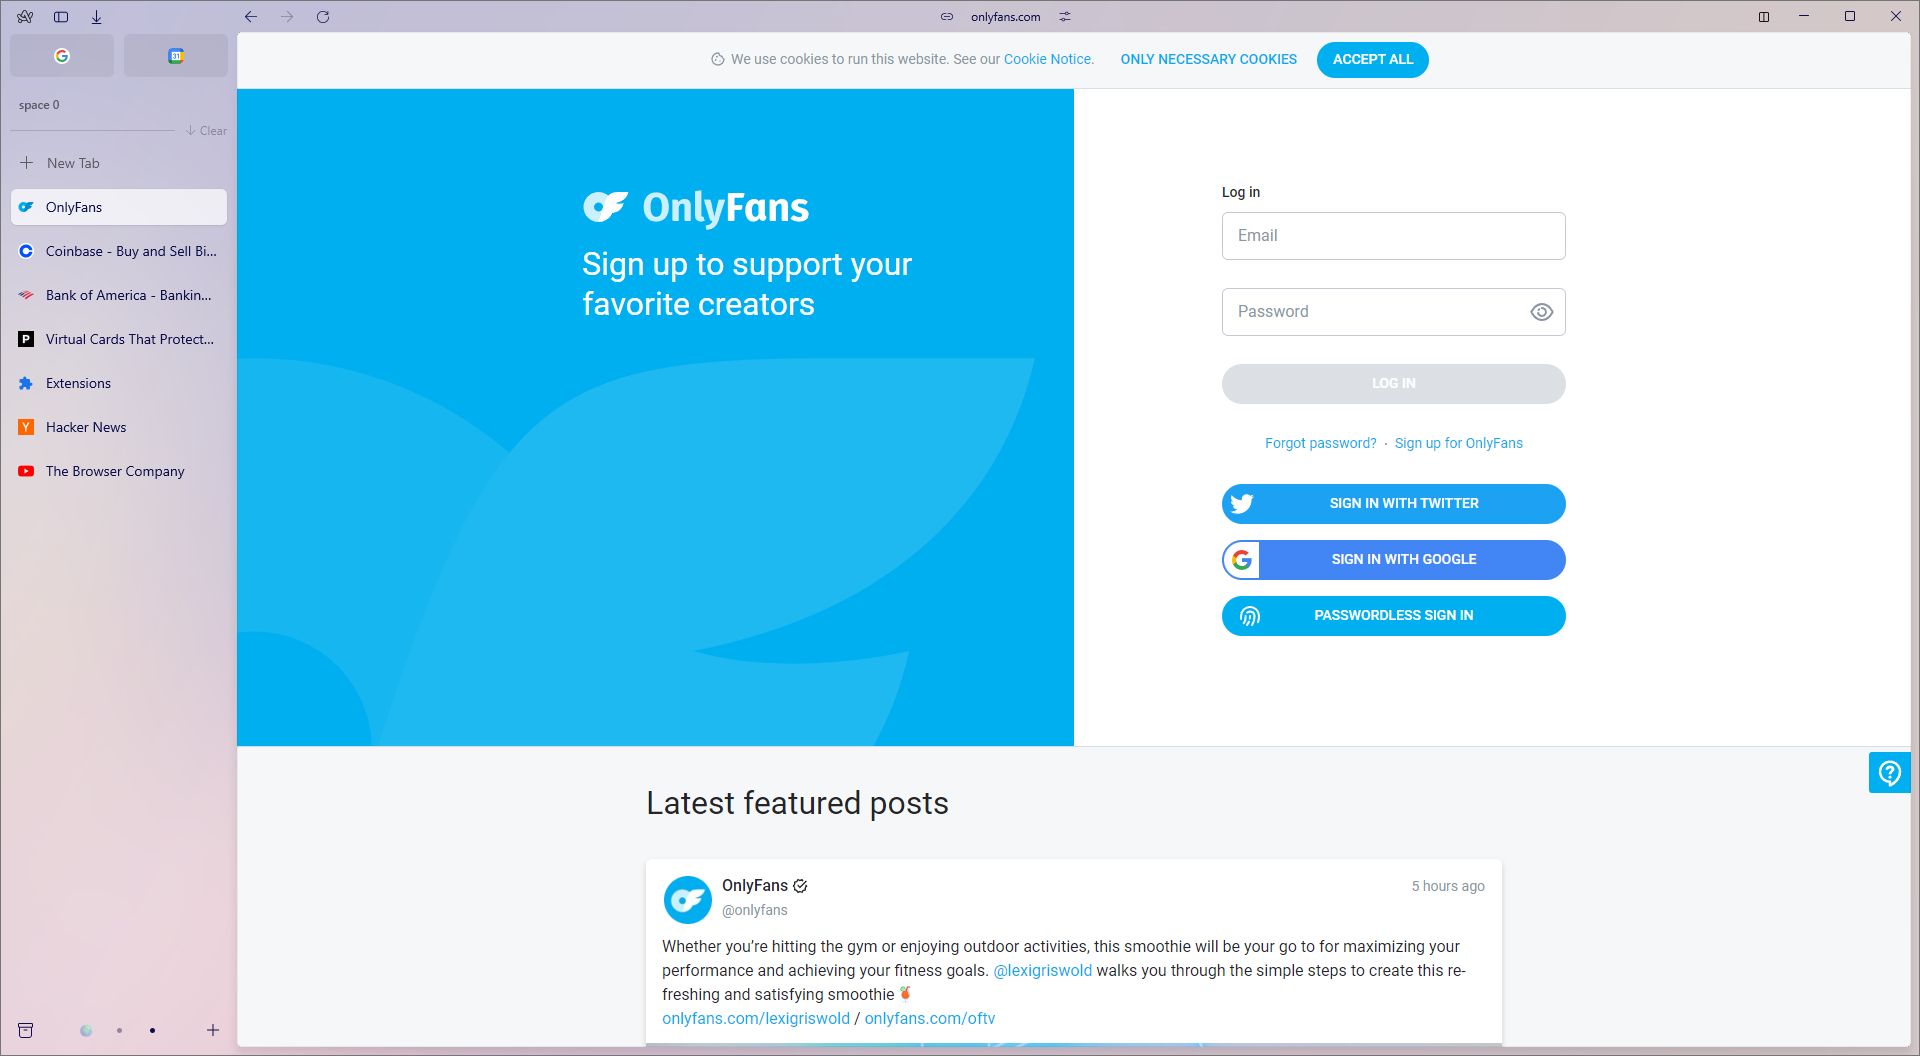 onlyfans.com
31
space 0
Clear
New Tab
OnlyFans
Coinbase - Buy and Sell Bi...
Bank of America - Bankin...
P
Virtual Cards That Protect...
Extensions
Y
Hacker News
The Browser Company
We use cookies to run this website. See our Cookie Notice.
ONLY NECESSARY COOKIES
ACCEPT ALL
OnlyFans
Sign up to support your
favorite creators
Log in
Email
Password
LOG IN
Forgot password? · Sign up for OnlyFans
SIGN IN WITH TWITTER
G
SIGN IN WITH GOOGLE
PASSWORDLESS SIGN IN
Latest featured posts
OnlyFans
5 hours ago
@onlyfans
Whether you’re hitting the gym or enjoying outdoor activities, this smoothie will be your go to for maximizing your
performance and achieving your fitness goals. @lexigriswold walks you through the simple steps to create this re-
freshing and satisfying smoothie
onlyfans.com/lexigriswold / onlyfans.com/oftv